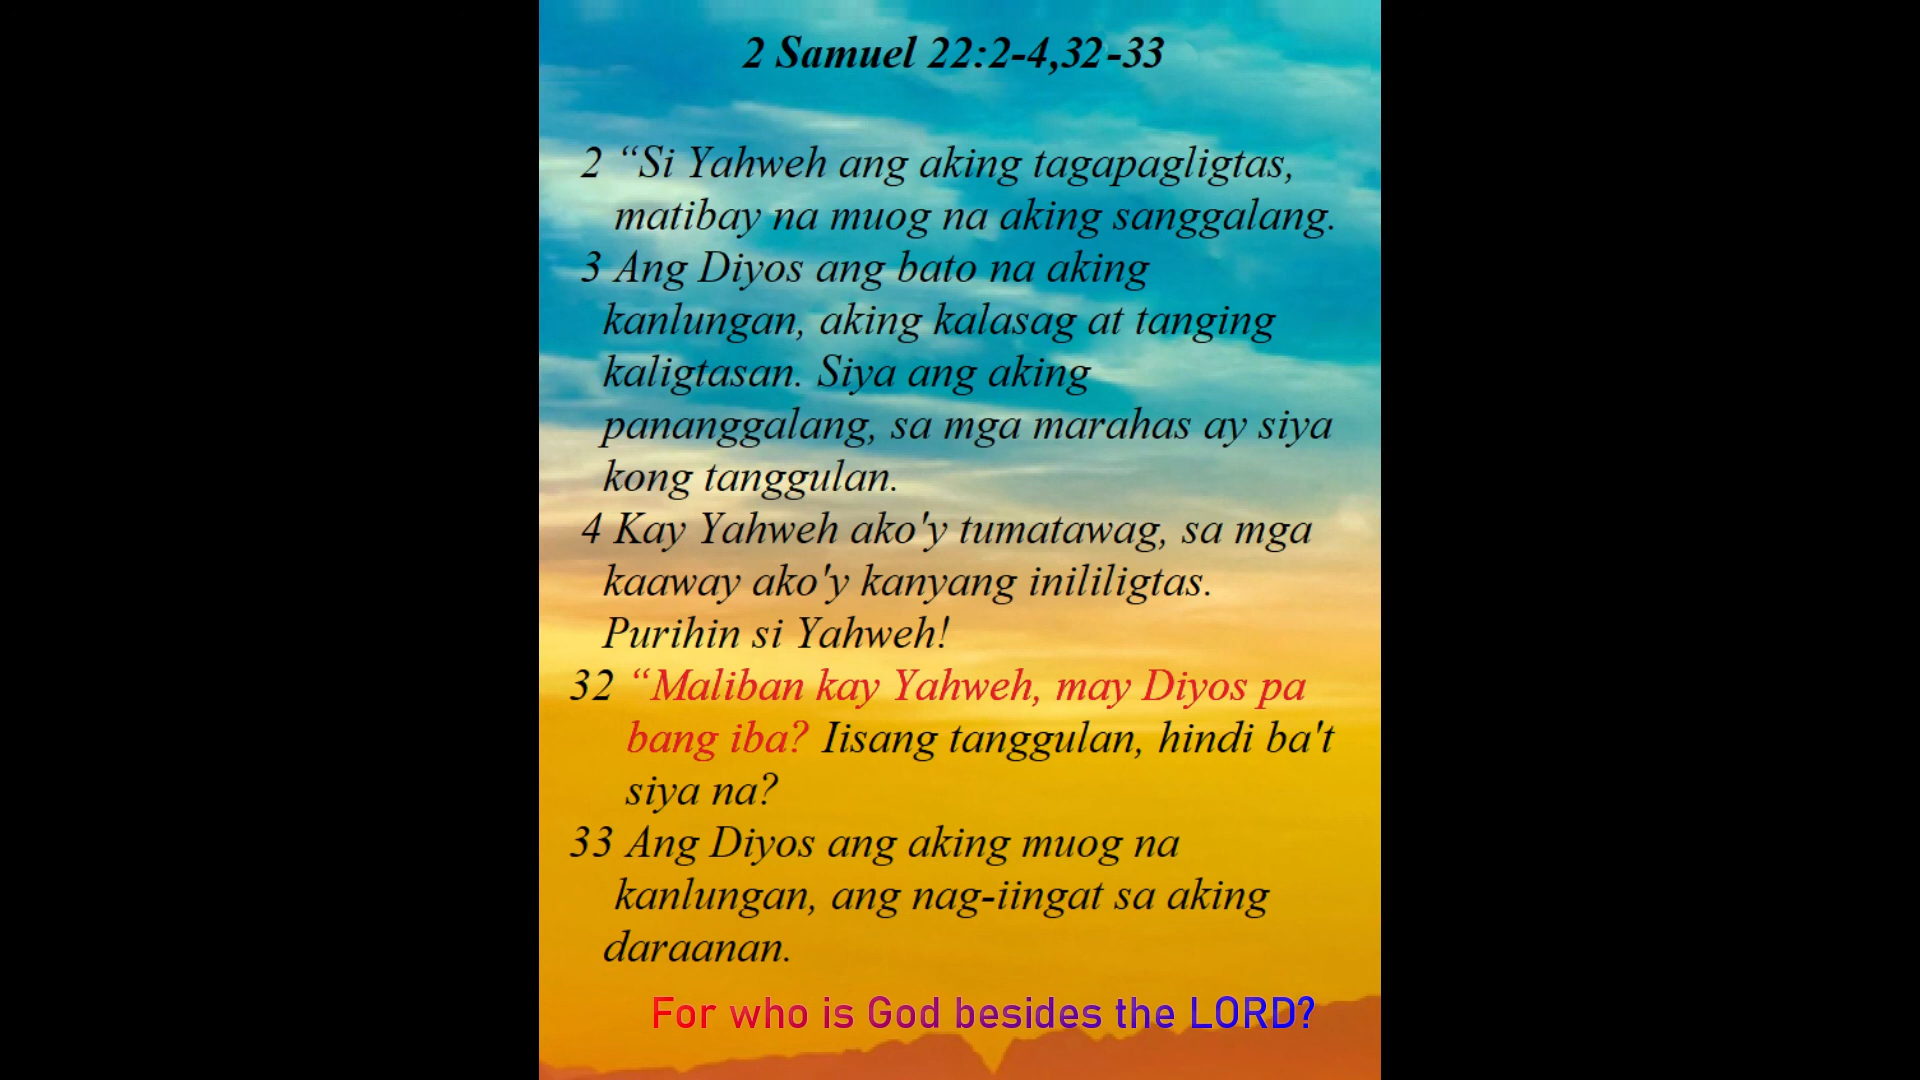 2 Samuel 22:2-4,32-33
2 “Si Yahweh ang aking tagapagligtas,
matibay na muog na aking sanggalang.
3 Ang Diyos ang bato na aking
kanlungan, aking kalasag at tanging
kaligtasan. Siya ang aking
pananggalang, sa mga marahas ay siya
kong tanggulan.
4 Kay Yahweh ako'y tumatawag, sa mga
kaaway ako'y kanyang inililigtas.
Purihin si Yahweh!
32 “Maliban kay Yahweh, may Diyos pa
bang iba? Iisang tanggulan, hindi ba't
siya na?
33 Ang Diyos ang aking muog na
kanlungan, ang nag-iingat sa aking
daraanan.
For who is God besides the LORD?